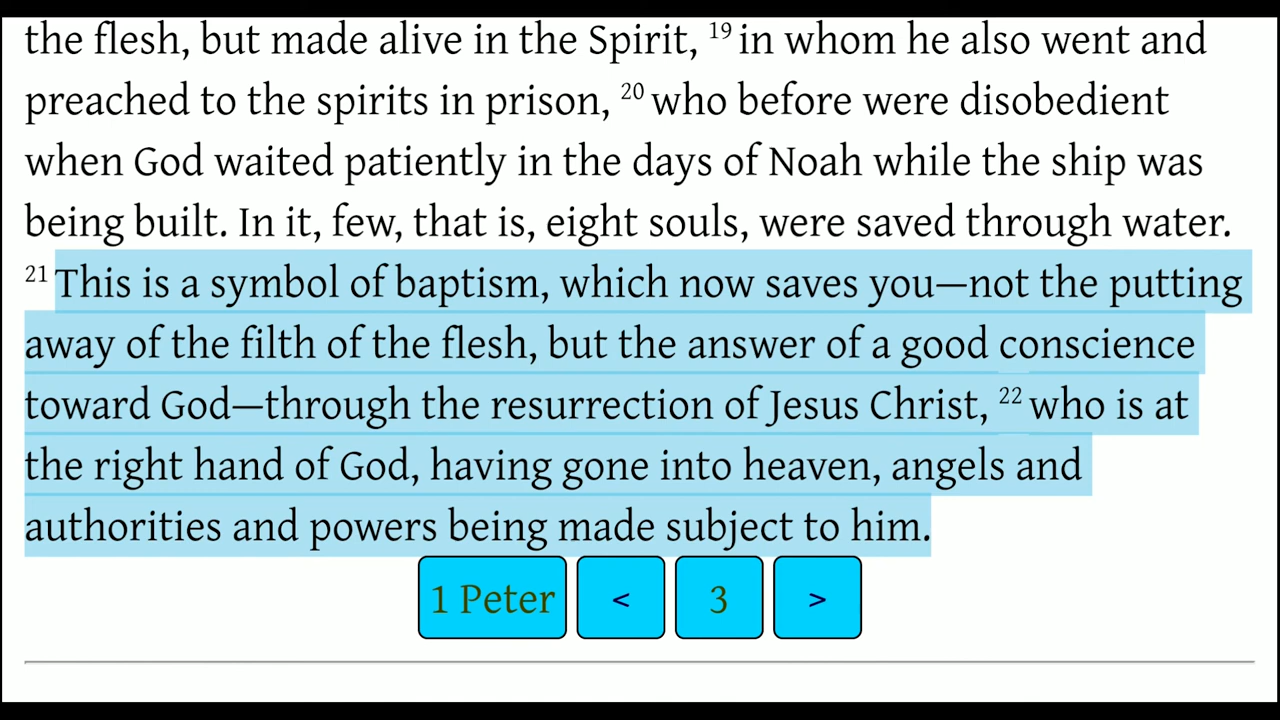 the flesh, but made alive in the Spirit, 19 in whom he also went and
preached to the spirits in prison, 20 who before were disobedient
when God waited patiently in the days of Noah while the ship was
being built. In it, few, that is, eight souls, were saved through water.
21 This is a symbol of baptism, which now saves you—not the putting
away of the filth of the flesh, but the answer of a good conscience
toward God—through the resurrection of Jesus Christ, 22 who is at
the right hand of God, having gone into heaven, angels and
authorities and powers being made subject to him.
1 Peter < 3 >